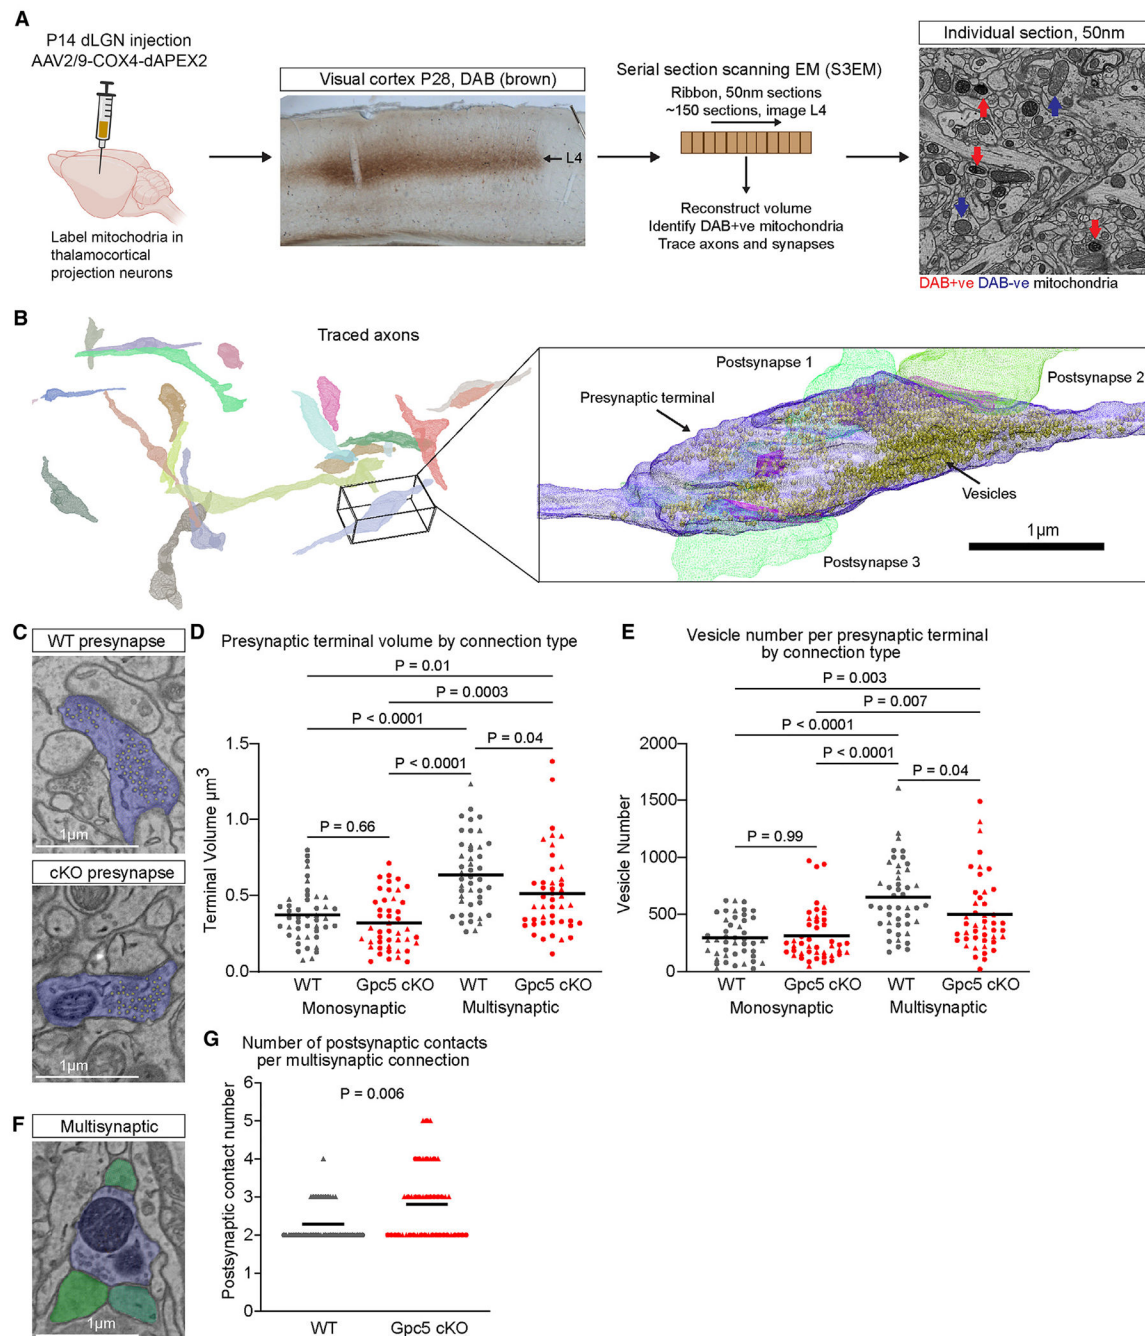 A
P14 dLGN injection
AAV2/9-COX4-dAPEX2
Label mitochodria in
thalamocortical
projection neurons
Visual cortex P28, DAB (brown)
L4
Serial section scanning EM (S3EM)
Ribbon, 50nm sections
~150 sections, image L4
Reconstruct volume
Identify DAB+ve mitochondria
Trace axons and synapses
Individual section, 50nm
DAB+ve DAB-ve mitochondria
B
Traced axons
Postsynapse 1
Postsynapse 2
Presynaptic terminal
Vesicles
Postsynapse 3
1μm
C
WT presynapse
1μm
cKO presynapse
1μm
D
Presynaptic terminal volume by connection type
P = 0.01
P = 0.0003
P < 0.0001
P = 0.04
P < 0.0001
P = 0.66
Terminal Volume μm³
1.5
1.0
0.5
0.0
WT
Gpc5 cKO
WT
Gpc5 cKO
Monosynaptic
Multisynaptic
E
Vesicle number per presynaptic terminal
by connection type
P = 0.003
P = 0.007
P < 0.0001
P < 0.0001
P = 0.04
P = 0.99
Vesicle Number
2000
1500
1000
500
0
WT
Gpc5 cKO
WT
Gpc5 cKO
Monosynaptic
Multisynaptic
F
Multisynaptic
1μm
G
Number of postsynaptic contacts
per multisynaptic connection
P = 0.006
Postsynaptic contact number
6
5
4
3
2
1
0
WT
Gpc5 cKO